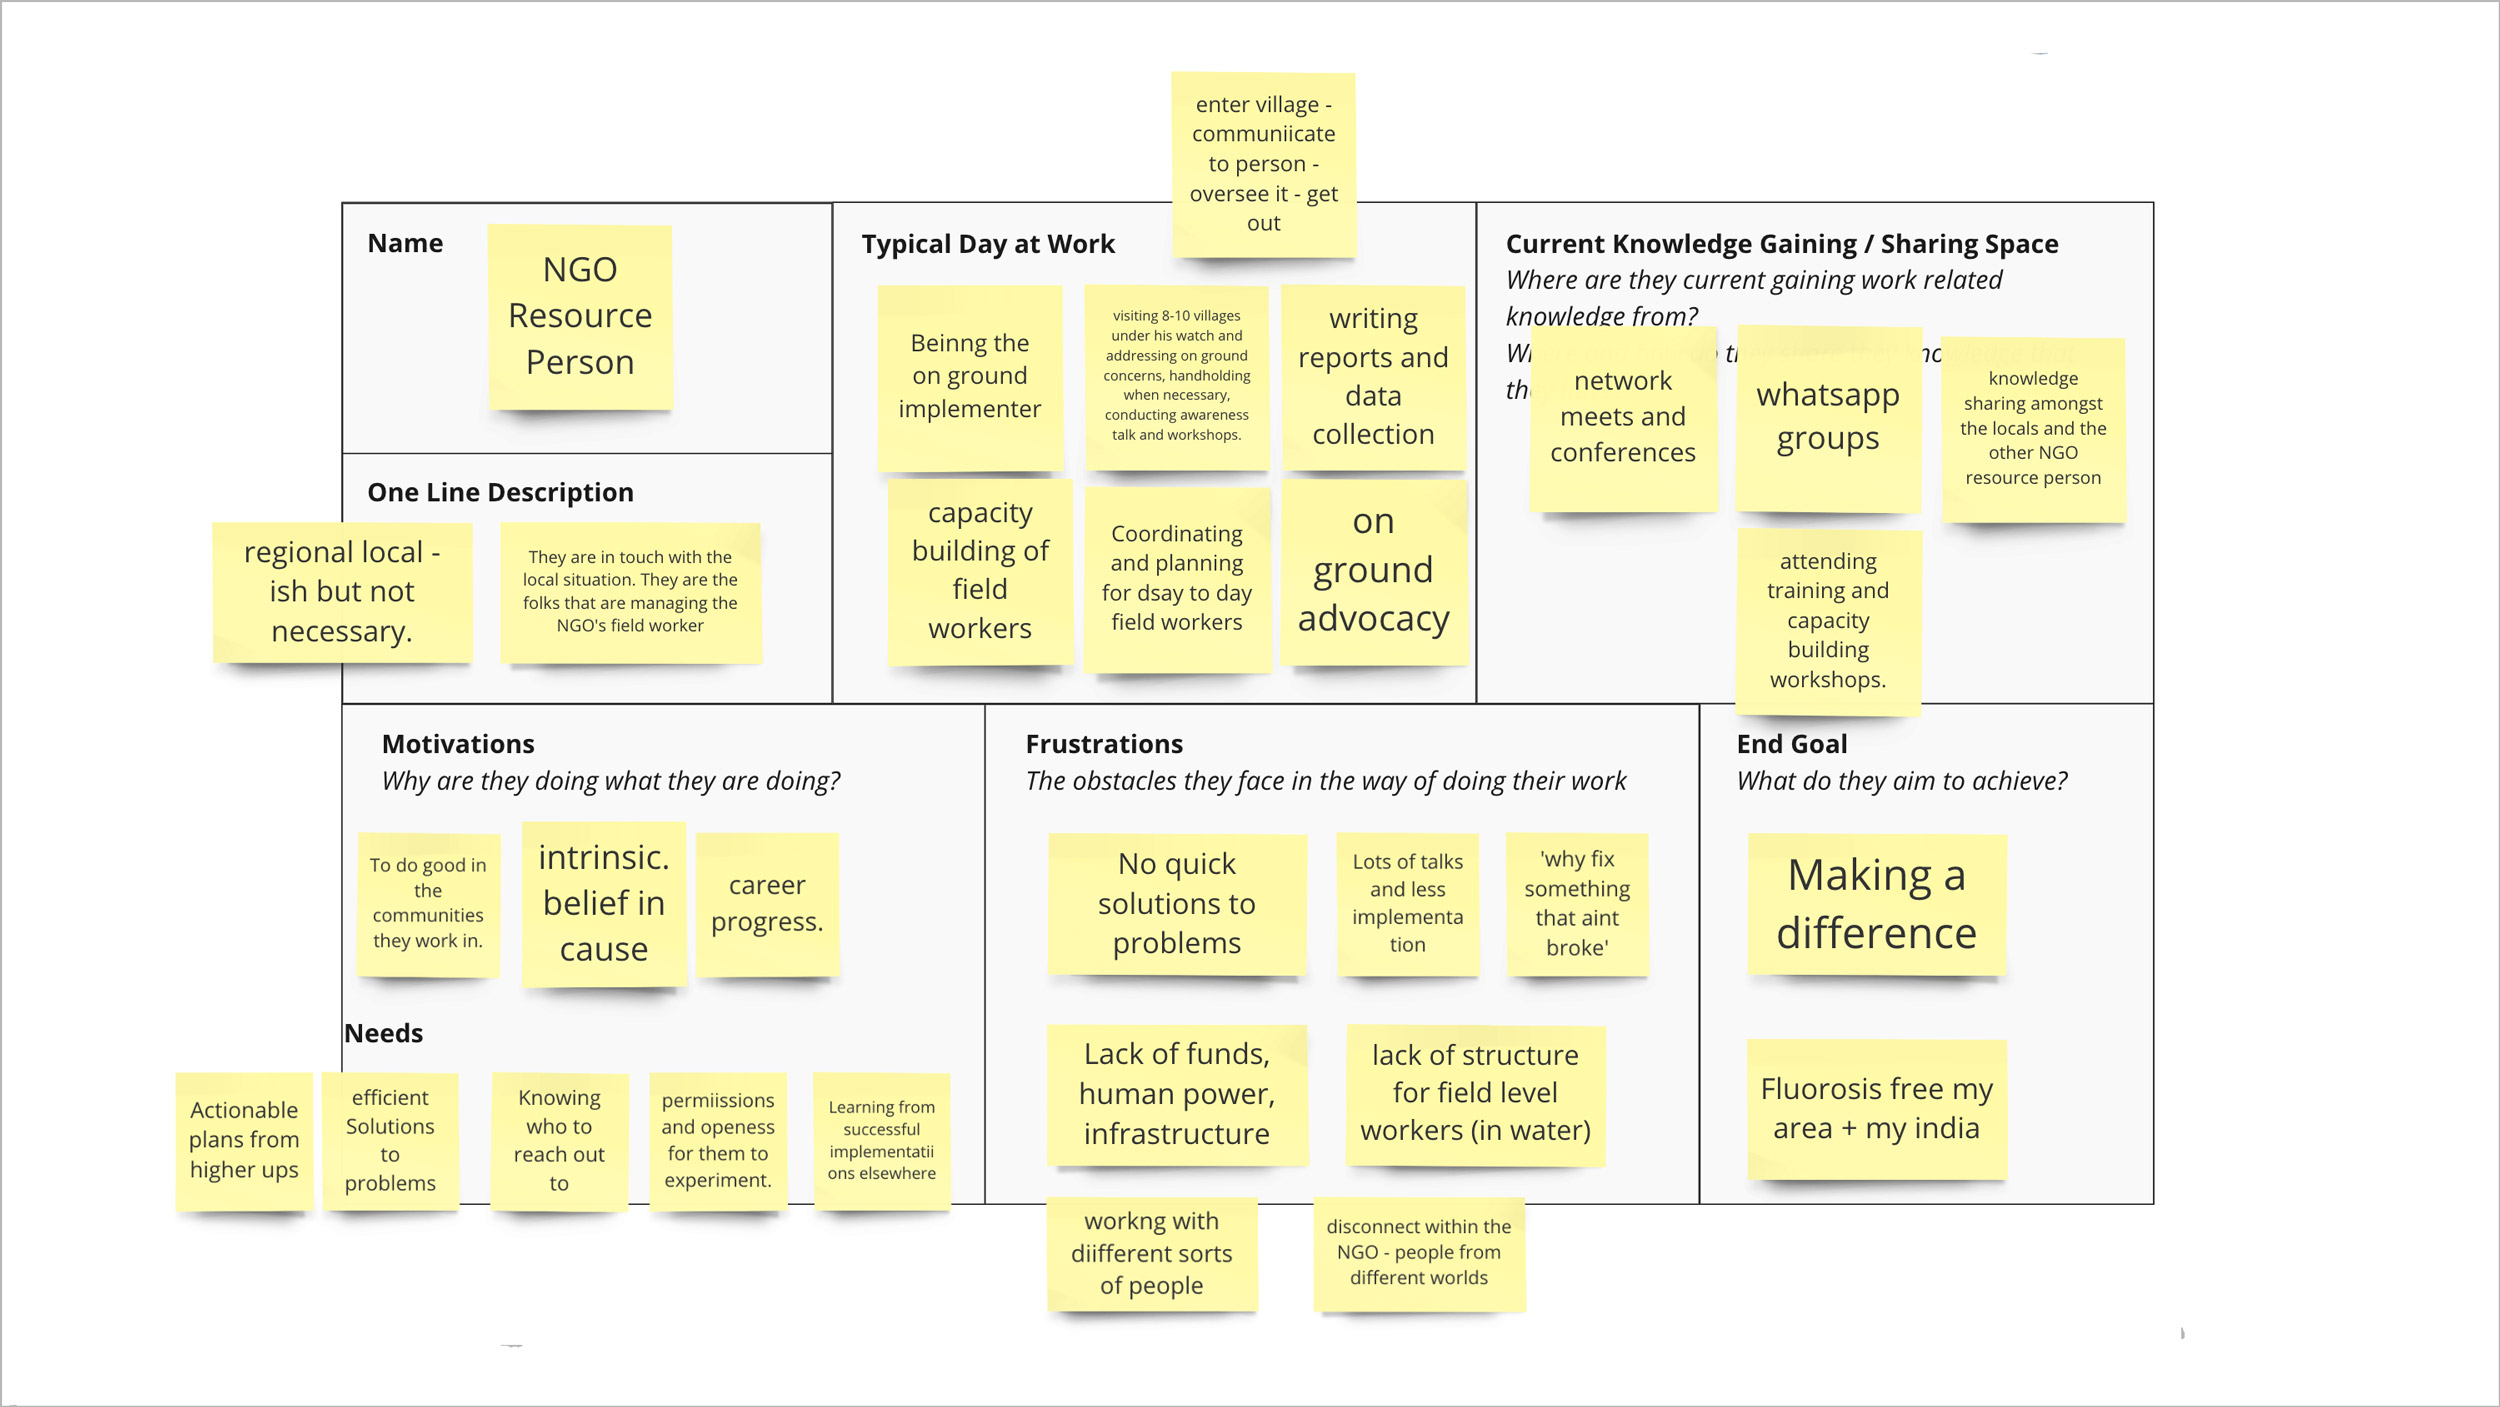 enter village -
communiicate
to person -
oversee it - get
out
Name
NGO
Resource
Person
One Line Description
regional local -
ish but not
necessary.
They are in touch with the
local situation. They are the
folks that are managing the
NGO's field worker
Typical Day at Work
Beinng the
on ground
implementer
visiting 8-10 villages
under his watch and
addressing on ground
concerns, handholding
when necessary,
conducting awareness
talk and workshops.
writing
reports and
data
collection
capacity
building of
field
workers
Coordinating
and planning
for dsay to day
field workers
on
ground
advocacy
Current Knowledge Gaining / Sharing Space
Where are they current gaining work related
knowledge from?
network
meets and
conferences
whatsapp
groups
knowledge
sharing amongst
the locals and the
other NGO
resource person
attending
training and
capacity
building
workshops.
Motivations
Why are they doing what they are doing?
To do good in
the
communities
they work in.
intrinsic.
belief in
cause
career
progress.
Needs
Actionable
plans from
higher ups
efficient
Solutions
to
problems
Knowing
who to
reach out
to
permiissions
and openess
for them to
experiment.
Learning from
successful
implementatii
ons elsewhere
Frustrations
The obstacles they face in the way of doing their work
No quick
solutions to
problems
Lots of talks
and less
implementa
tion
'why fix
something
that aint
broke'
Lack of funds,
human power,
infrastructure
lack of structure
for field level
workers (in water)
workng with
diifferent sorts
of people
disconnect within the
NGO - people from
different worlds
End Goal
What do they aim to achieve?
Making a
difference
Fluorosis free my
area + my india